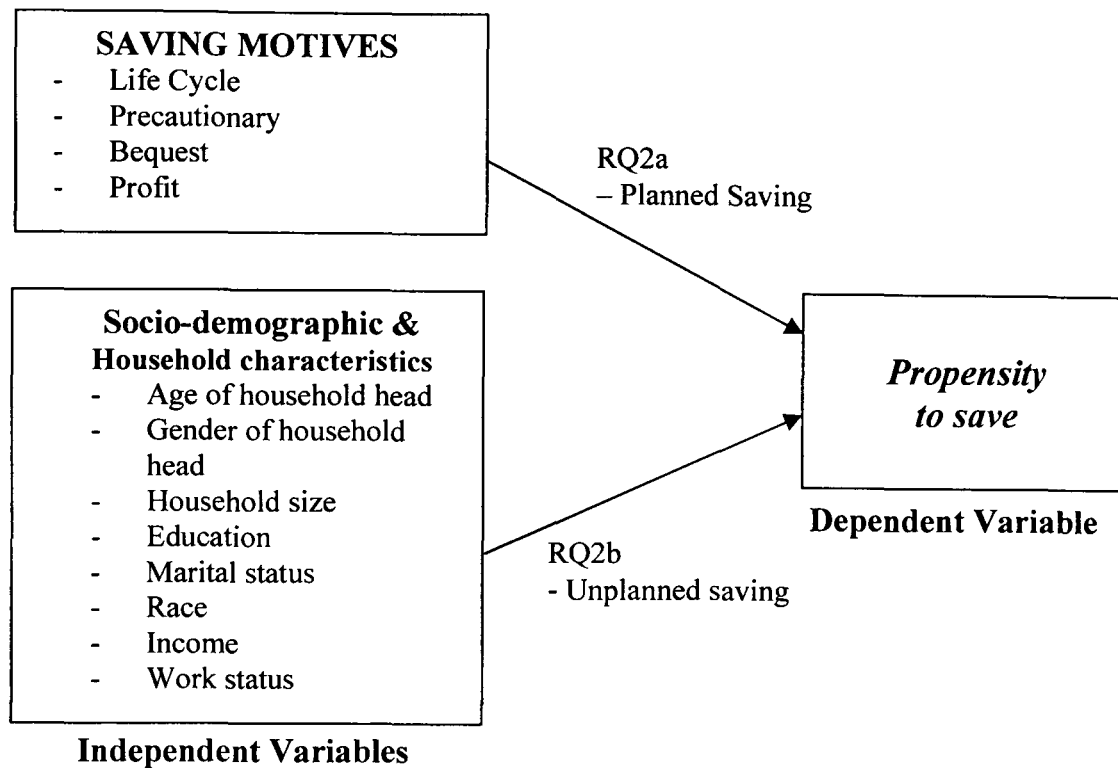 SAVING MOTIVES
- Life Cycle
- Precautionary
- Bequest
- Profit
RQ2a
– Planned Saving
Socio-demographic &
Household characteristics
- Age of household head
- Gender of household
head
- Household size
- Education
- Marital status
- Race
- Income
- Work status
Independent Variables
RQ2b
- Unplanned saving
Propensity
to save
Dependent Variable